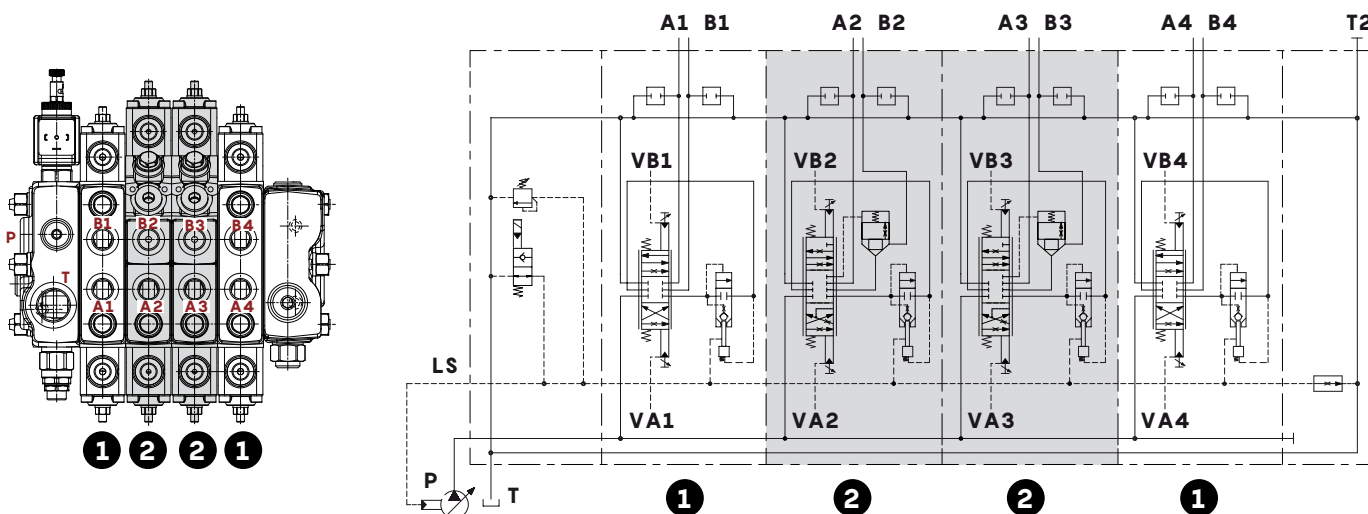 B1 B2 B3 B4
P
T
A1 A2 A3 A4
1 2 2 1
A1 B1 A2 B2 A3 B3 A4 B4 T2
VB1 VB2 VB3 VB4
LS
VA1 VA2 VA3 VA4
P T
1 2 2 1